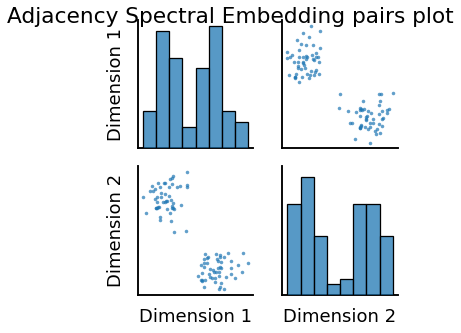 Adjacency Spectral Embedding pairs plot
Dimension 1
Dimension 2
Dimension 1
Dimension 2